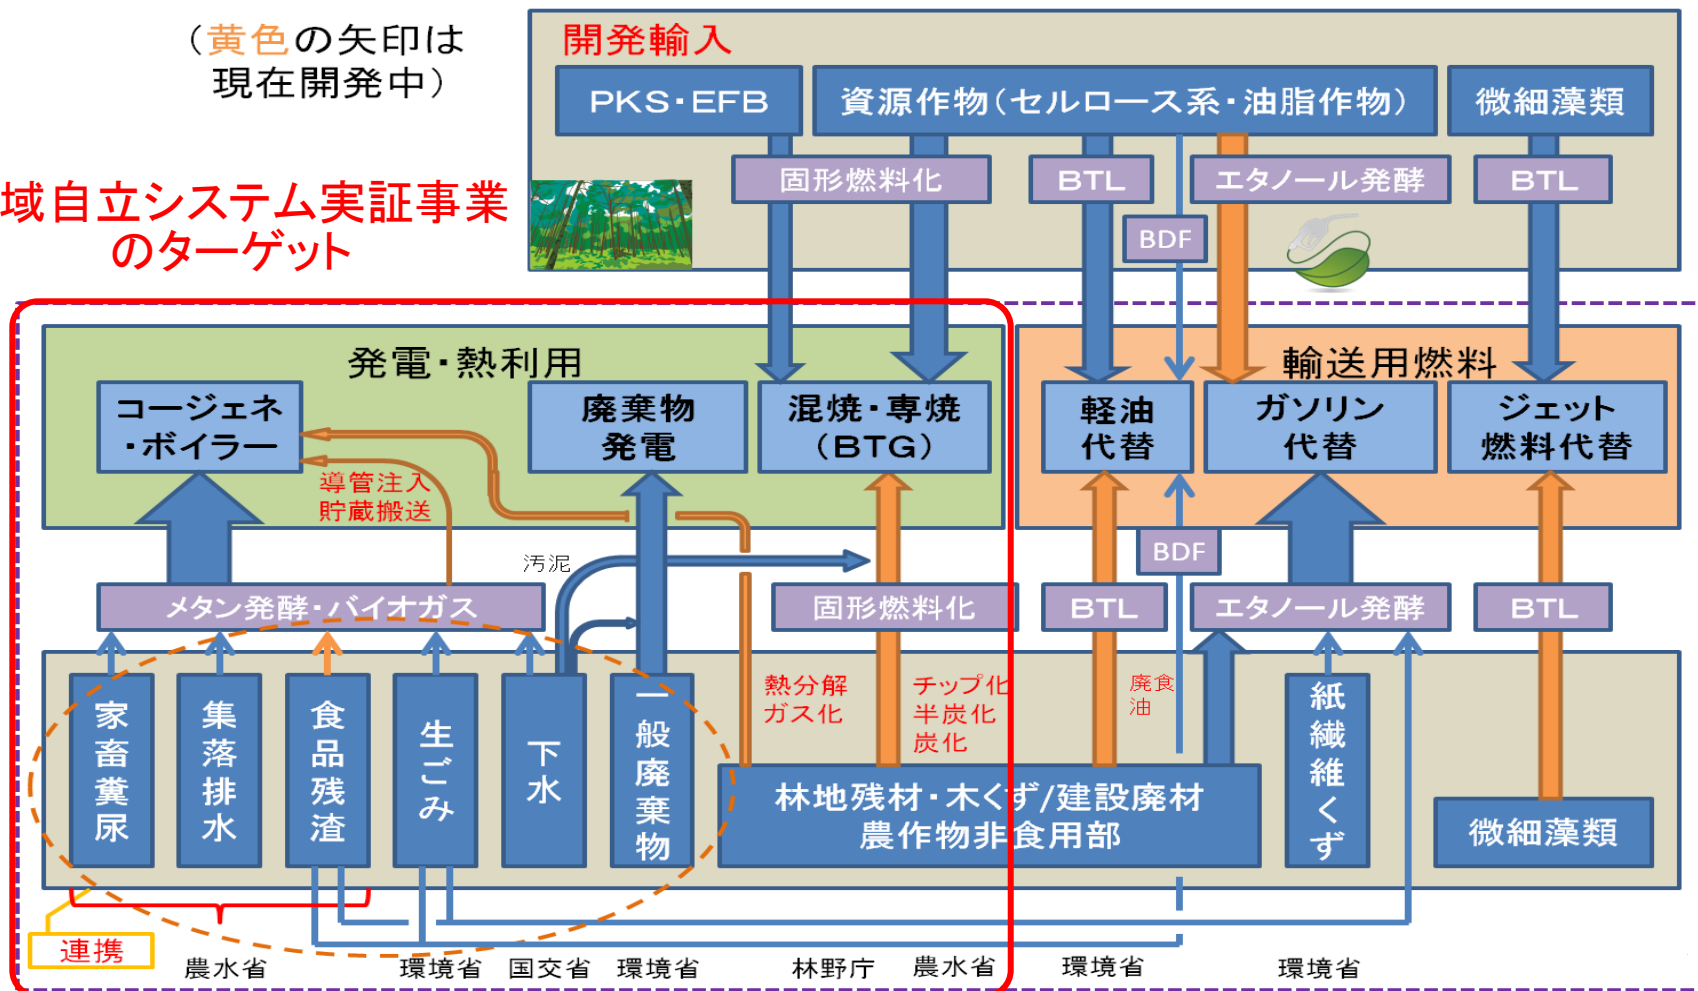 (黄色の矢印は
現在開発中)
開発輸入
PKS・EFB
資源作物(セルロース系・油脂作物)
微細藻類
固形燃料化
BTL
エタノール発酵
BTL
BDF
域自立システム実証事業
のターゲット
発電・熱利用
輸送用燃料
コージェネ
・ボイラー
廃棄物
発電
混焼・専焼
(BTG)
軽油
代替
ガソリン
代替
ジェット
燃料代替
導管注入
貯蔵搬送
汚泥
BDF
メタン発酵・バイオガス
固形燃料化
BTL
エタノール発酵
BTL
家畜糞尿
集落排水
食品残渣
生ごみ
下水
一般廃棄物
熱分解
ガス化
チップ化
半炭化
炭化
廃食
油
林地残材・木くず/建設廃材
農作物非食用部
紙繊維くず
微細藻類
連携
農水省
環境省
国交省
環境省
林野庁
農水省
環境省
環境省